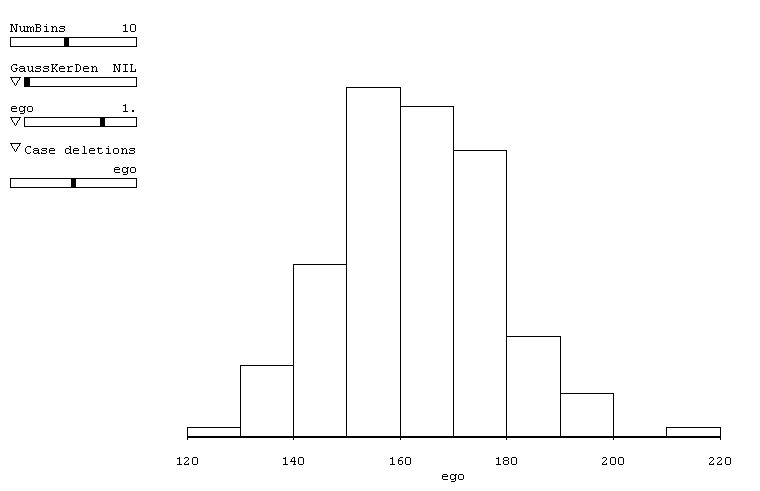 NumBins 10
GaussKerDen NIL
ego 1.
Case deletions
ego
120 140 160 180 200 220
ego